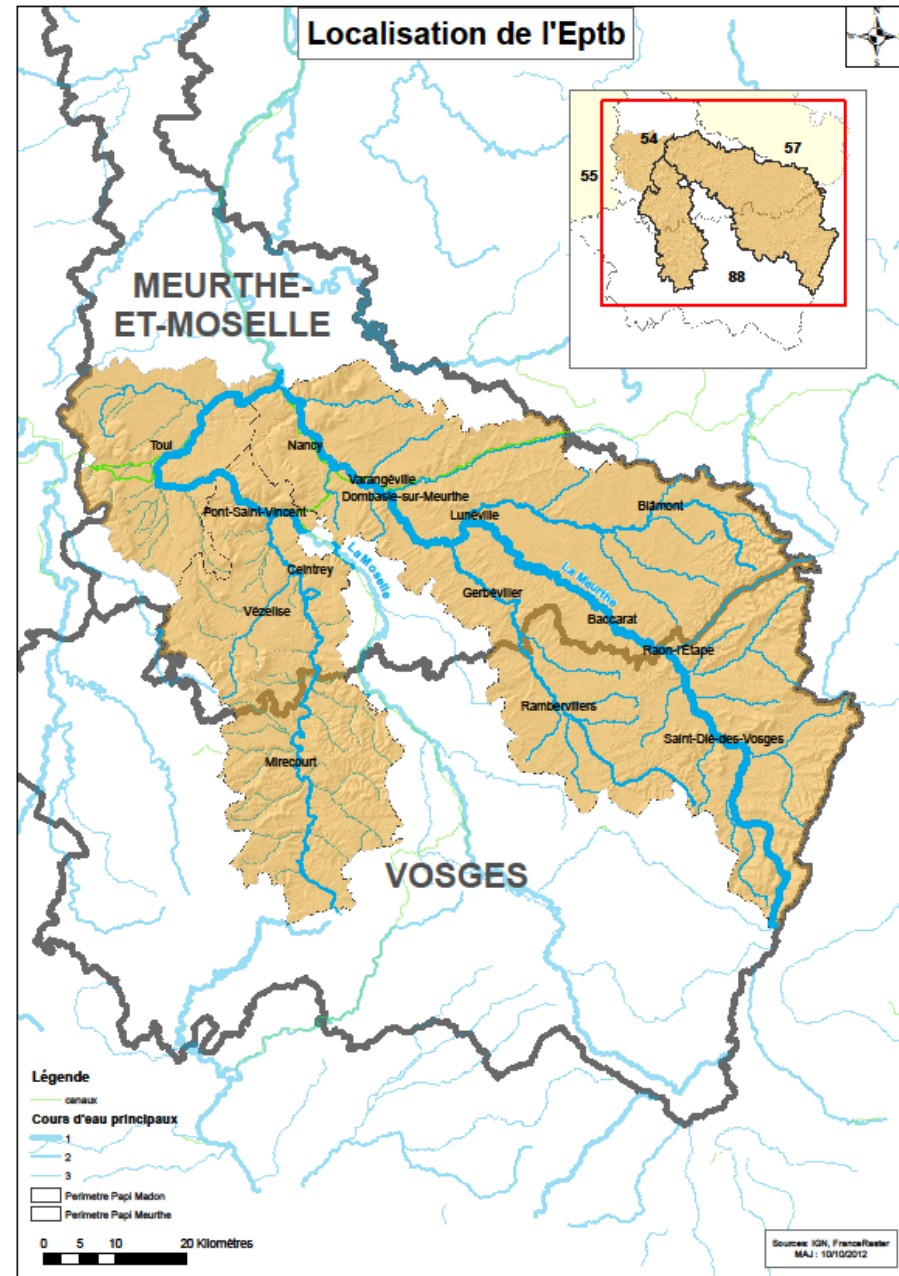 Localisation de l'Eptb
N
S
54
57
55
88
MEURTHE-
ET-MOSELLE
Toul
Nancy
Varangéville
Dombasle-sur-Meurthe
Lunéville
Blâmont
Pont-Saint-Vincent
La Moselle
Ceintrey
La Meurthe
Gerbéviller
Vézelise
Baccarat
Raon-l'Étape
Rambervillers
Saint-Dié-des-Vosges
Mirecourt
VOSGES
Légende
canaux
Cours d'eau principaux
1
2
3
Perimetre Papi Madon
Perimetre Papi Meurthe
0 5 10 20 Kilomètres
Sources: IGN, FranceRaster
MAJ : 10/10/2012